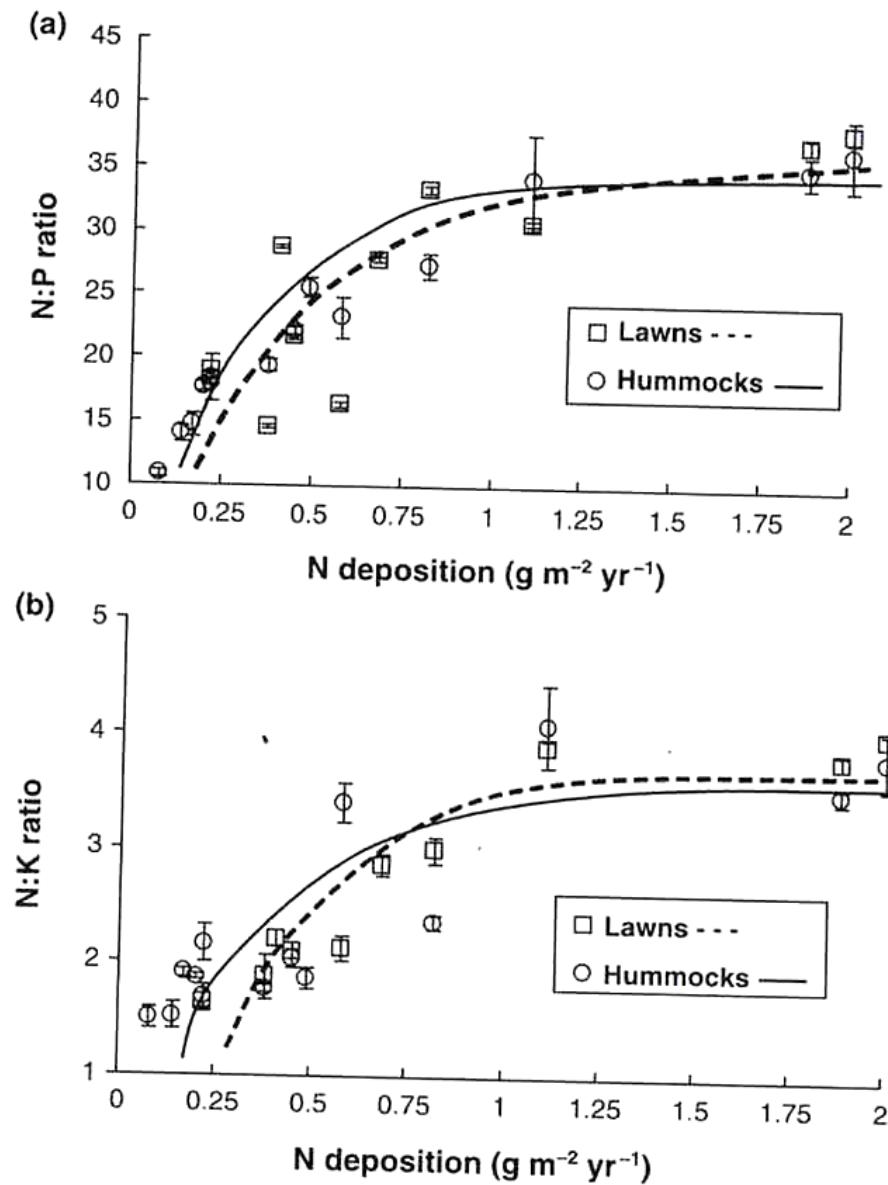 (a)
45
40
35
30
25
20
15
10
N:P ratio
Lawns
Hummocks
0 0.25 0.5 0.75 1 1.25 1.5 1.75 2
N deposition (g m⁻² yr⁻¹)
(b)
5
4
3
2
1
N:K ratio
Lawns
Hummocks
0 0.25 0.5 0.75 1 1.25 1.5 1.75 2
N deposition (g m⁻² yr⁻¹)